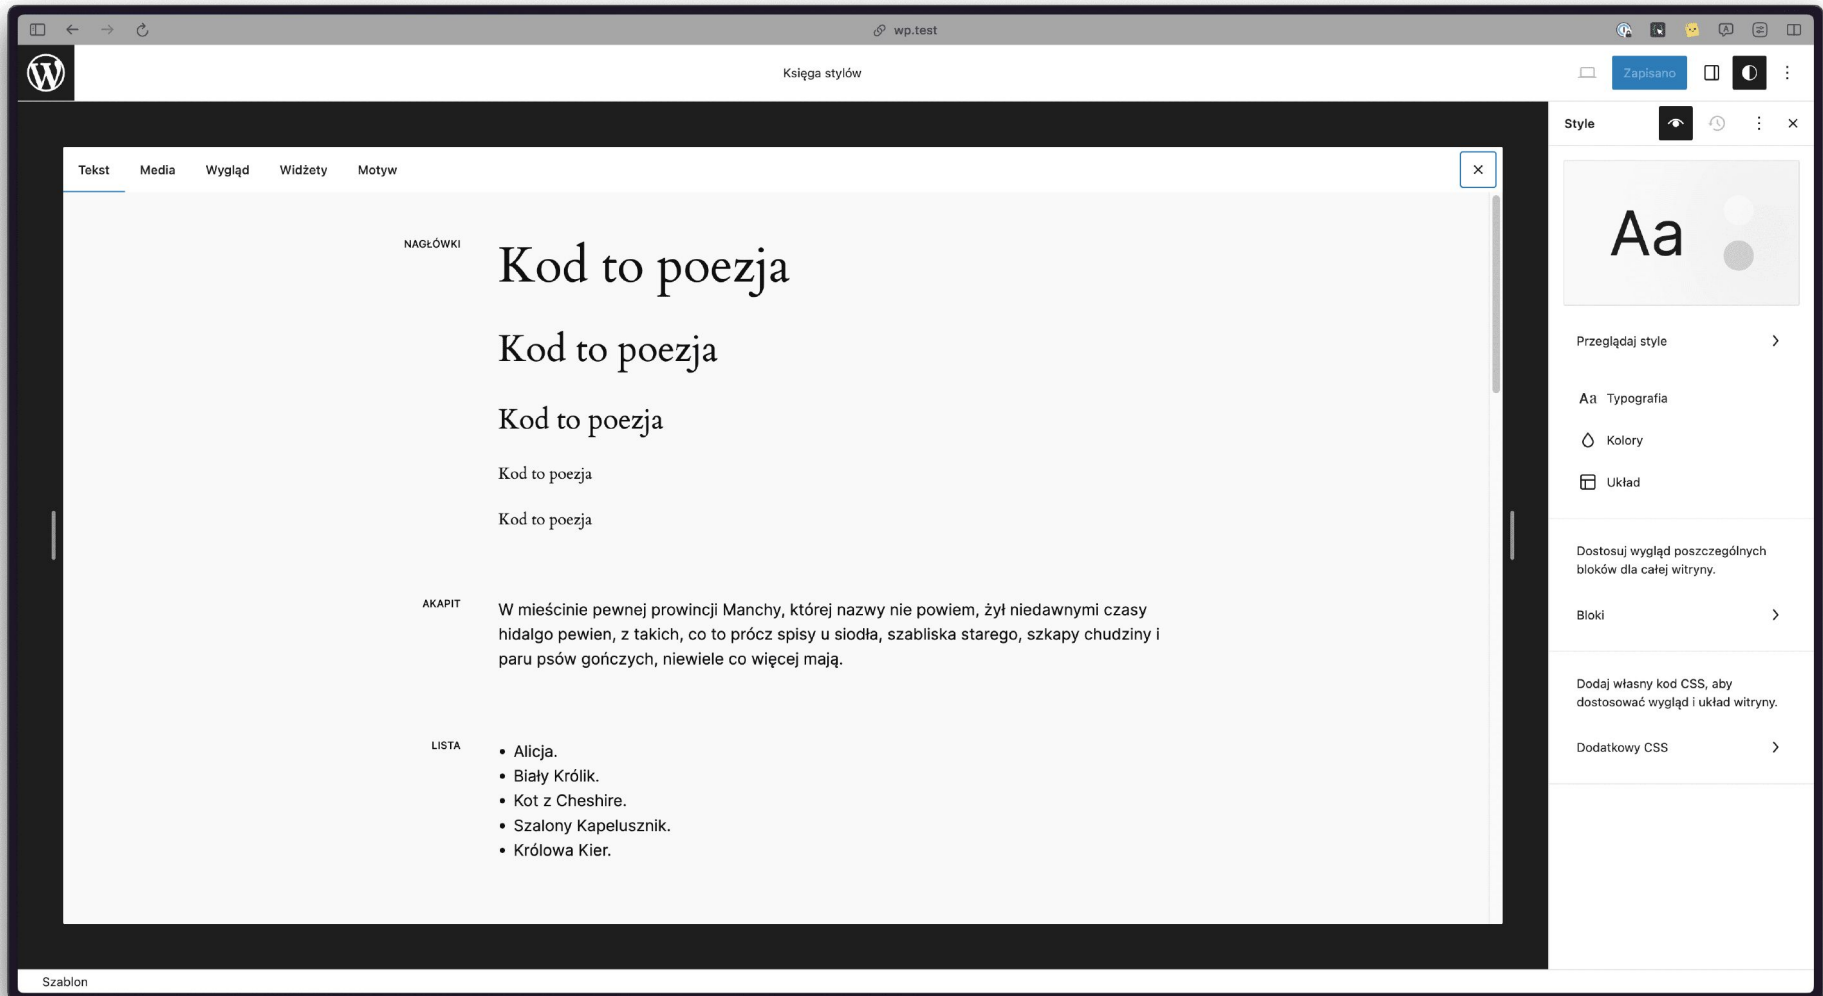 wp.test
Księga stylów
Zapisano
Style
Tekst Media Wygląd Widżety Motyw
NAGŁÓWKI
Kod to poezja
Kod to poezja
Kod to poezja
Kod to poezja
Kod to poezja
AKAPIT
W mieścinie pewnej prowincji Manchy, której nazwy nie powiem, żył niedawnymi czasy
hidalgo pewien, z takich, co to prócz spisy u siodła, szabliska starego, szkapy chudziny i
paru psów gończych, niewiele co więcej mają.
LISTA
• Alicja.
• Biały Królik.
• Kot z Cheshire.
• Szalony Kapelusznik.
• Królowa Kier.
Aa
Przeglądaj style
Aa Typografia
Kolory
Układ
Dostosuj wygląd poszczególnych
bloków dla całej witryny.
Bloki
Dodaj własny kod CSS, aby
dostosować wygląd i układ witryny.
Dodatkowy CSS
Szablon